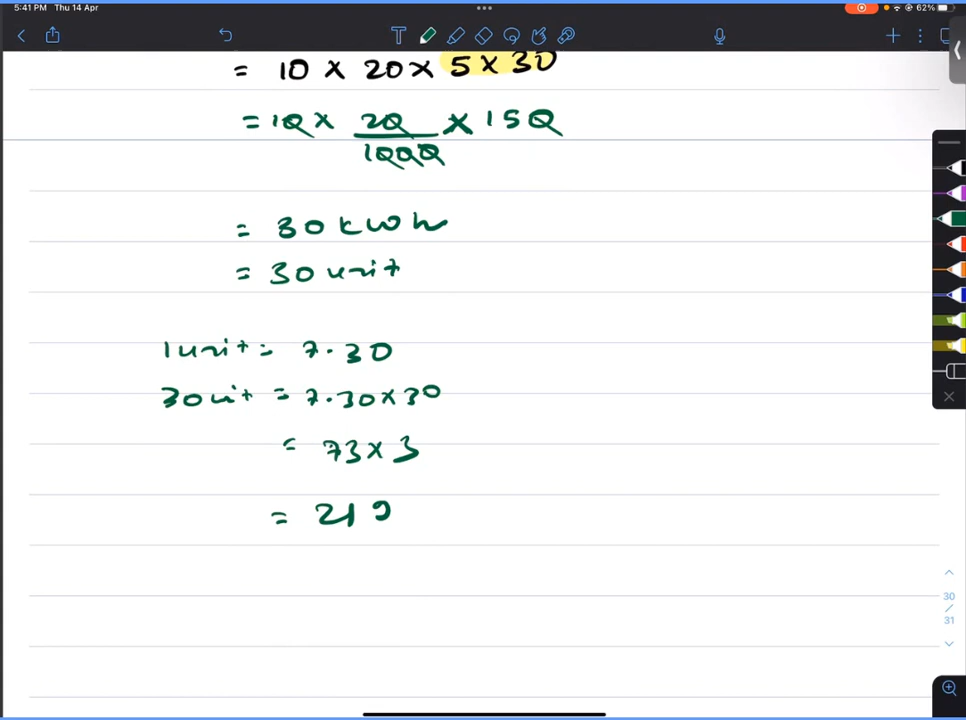 5:41 PM Thu 14 Apr 62%
= 10 × 20 × 5 × 30
= 10 × 20/1000 × 150
= 30 kwh
= 30 unit
1 unit = 7.30
30 uit = 7.30 × 30
= 73 × 3
= 219
30
/
31